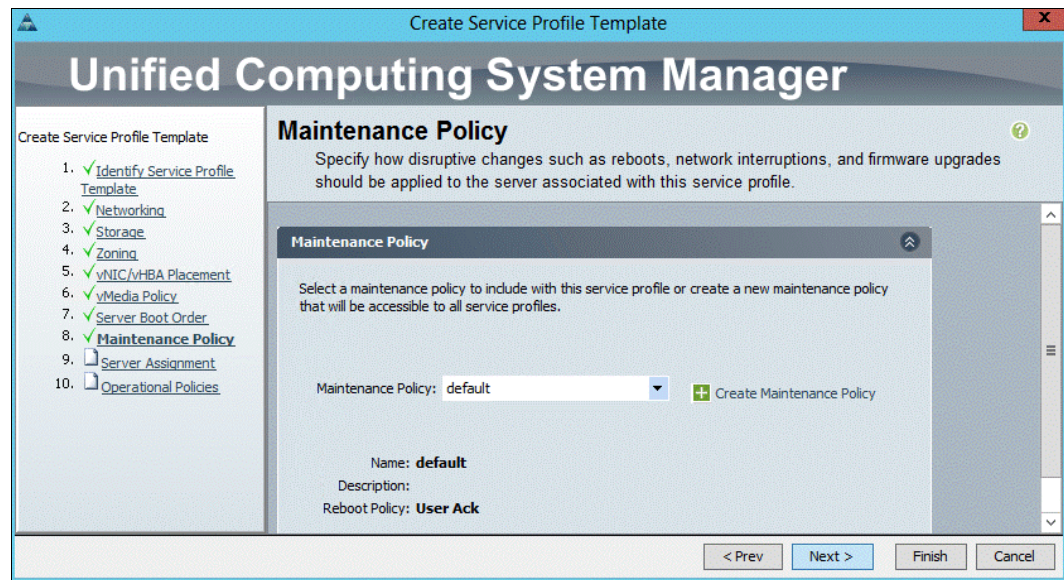 Create Service Profile Template
X
Unified Computing System Manager
Create Service Profile Template
1. Identify Service Profile
Template
2. Networking
3. Storage
4. Zoning
5. vNIC/vHBA Placement
6. vMedia Policy
7. Server Boot Order
8. Maintenance Policy
9. Server Assignment
10. Operational Policies
Maintenance Policy
?
Specify how disruptive changes such as reboots, network interruptions, and firmware upgrades
should be applied to the server associated with this service profile.
Maintenance Policy
Select a maintenance policy to include with this service profile or create a new maintenance policy
that will be accessible to all service profiles.
Maintenance Policy: default
Create Maintenance Policy
Name: default
Description:
Reboot Policy: User Ack
< Prev
Next >
Finish
Cancel